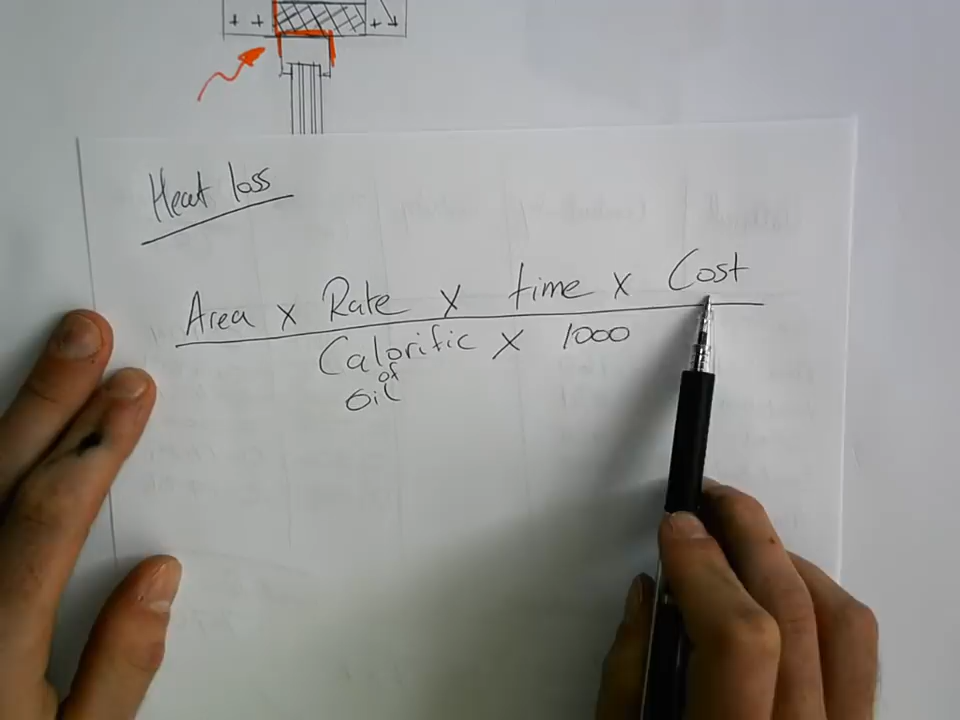 Heat loss
Area x Rate x time x Cost
Calorific x 1000
of
Oil